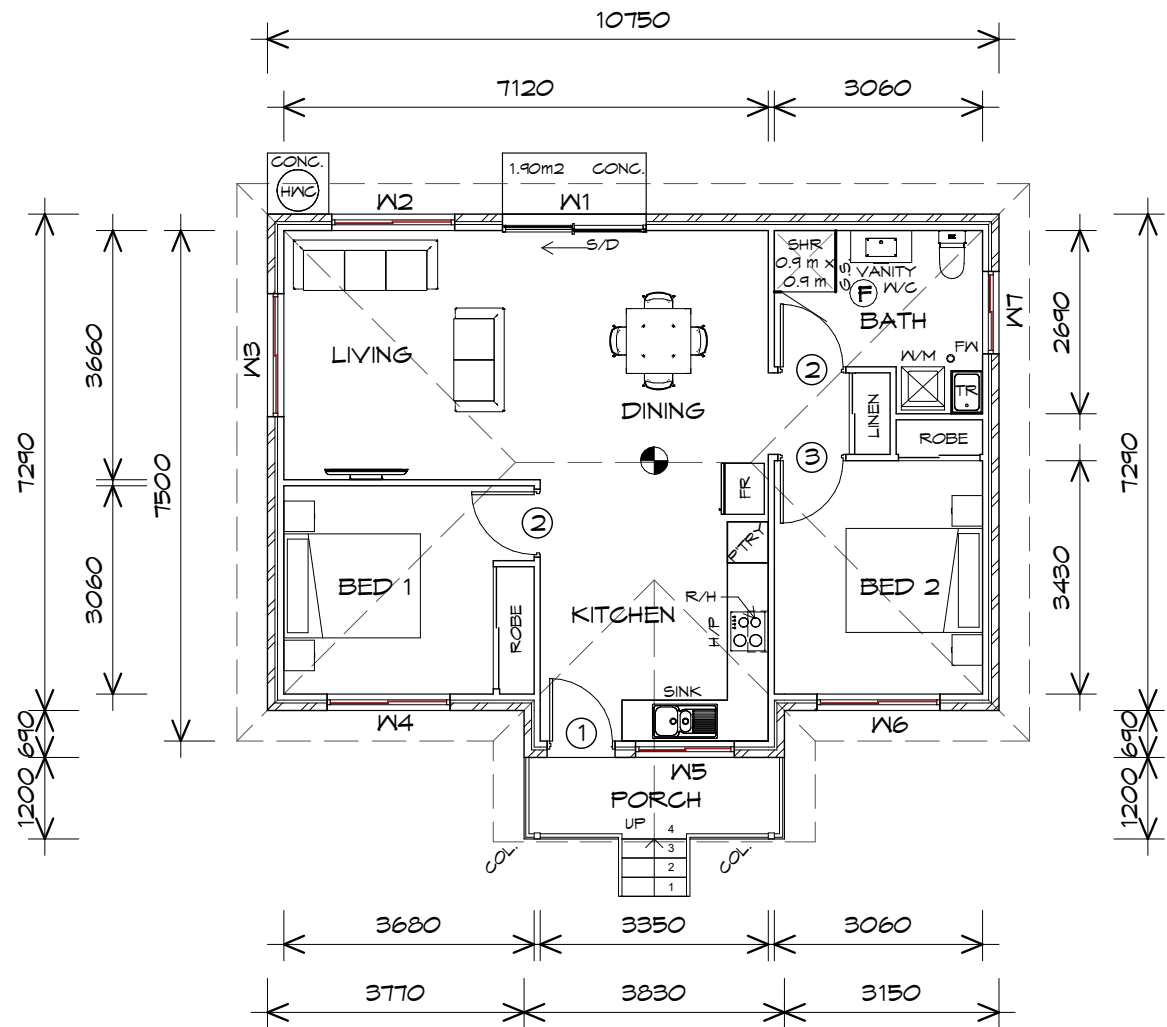 10750
7120 3060
CONC.
HWC
1.90m2 CONC.
W2 W1
S/D
SHR
0.9 m x
0.9 m
G.S.
VANITY
W/C
F
BATH
W7
W3
LIVING
DINING
2
W/M
FW
TR
LINEN
ROBE
3
FR
P'TRY
2
BED 1
ROBE
KITCHEN
R/H
H/P
BED 2
SINK
1
W4
W5
W6
PORCH
UP
4
3
2
1
COL.
COL.
7290
690
1200
3660
3060
7500
2690
3430
7290
690
1200
3680 3350 3060
3770 3830 3150